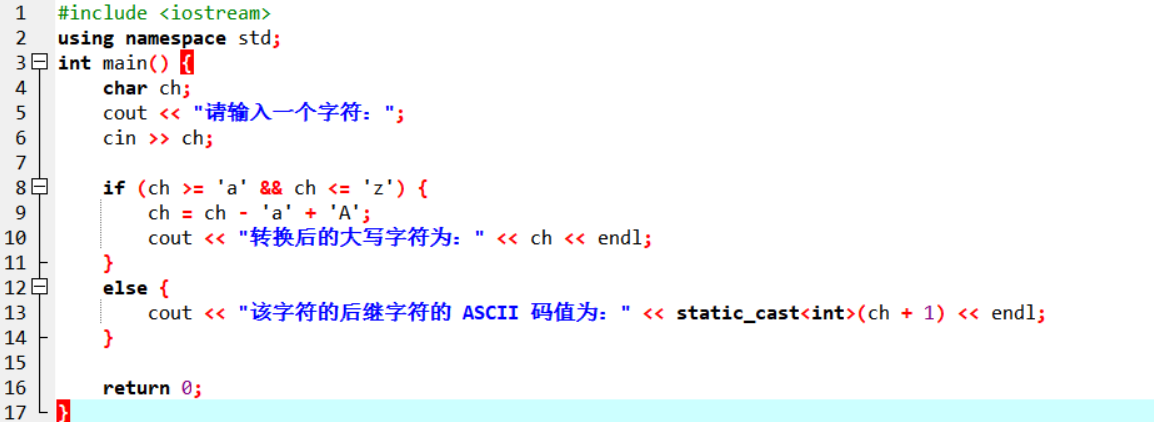 1 #include <iostream>
2 using namespace std;
3 int main() {
4 char ch;
5 cout << "请输入一个字符: ";
6 cin >> ch;
7
8 if (ch >= 'a' && ch <= 'z') {
9 ch = ch - 'a' + 'A';
10 cout << "转换后的大写字符为: " << ch << endl;
11 }
12 else {
13 cout << "该字符的后继字符的 ASCII 码值为: " << static_cast<int>(ch + 1) << endl;
14 }
15
16 return 0;
17 }